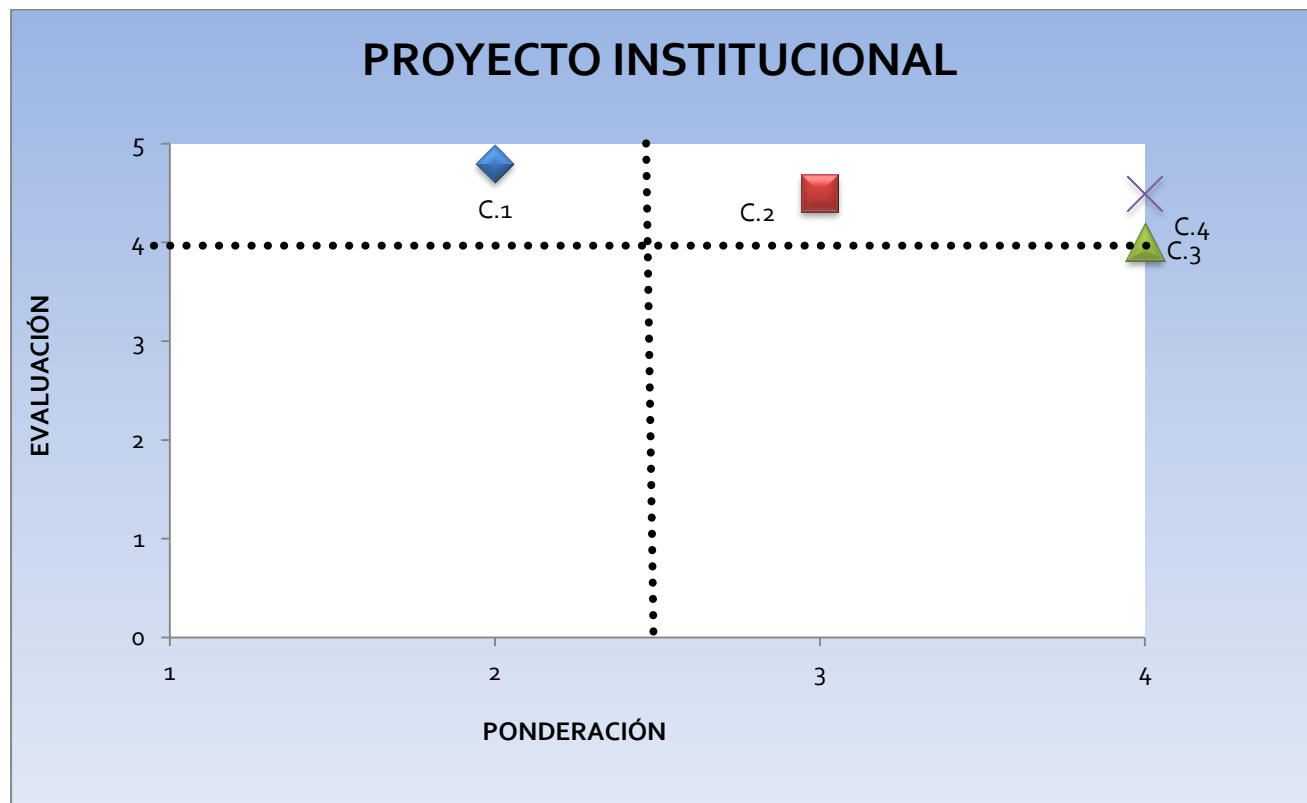 PROYECTO INSTITUCIONAL
5
4
3
2
1
0
EVALUACIÓN
C.1
C.2
C.4
C.3
1 2 3 4
PONDERACIÓN